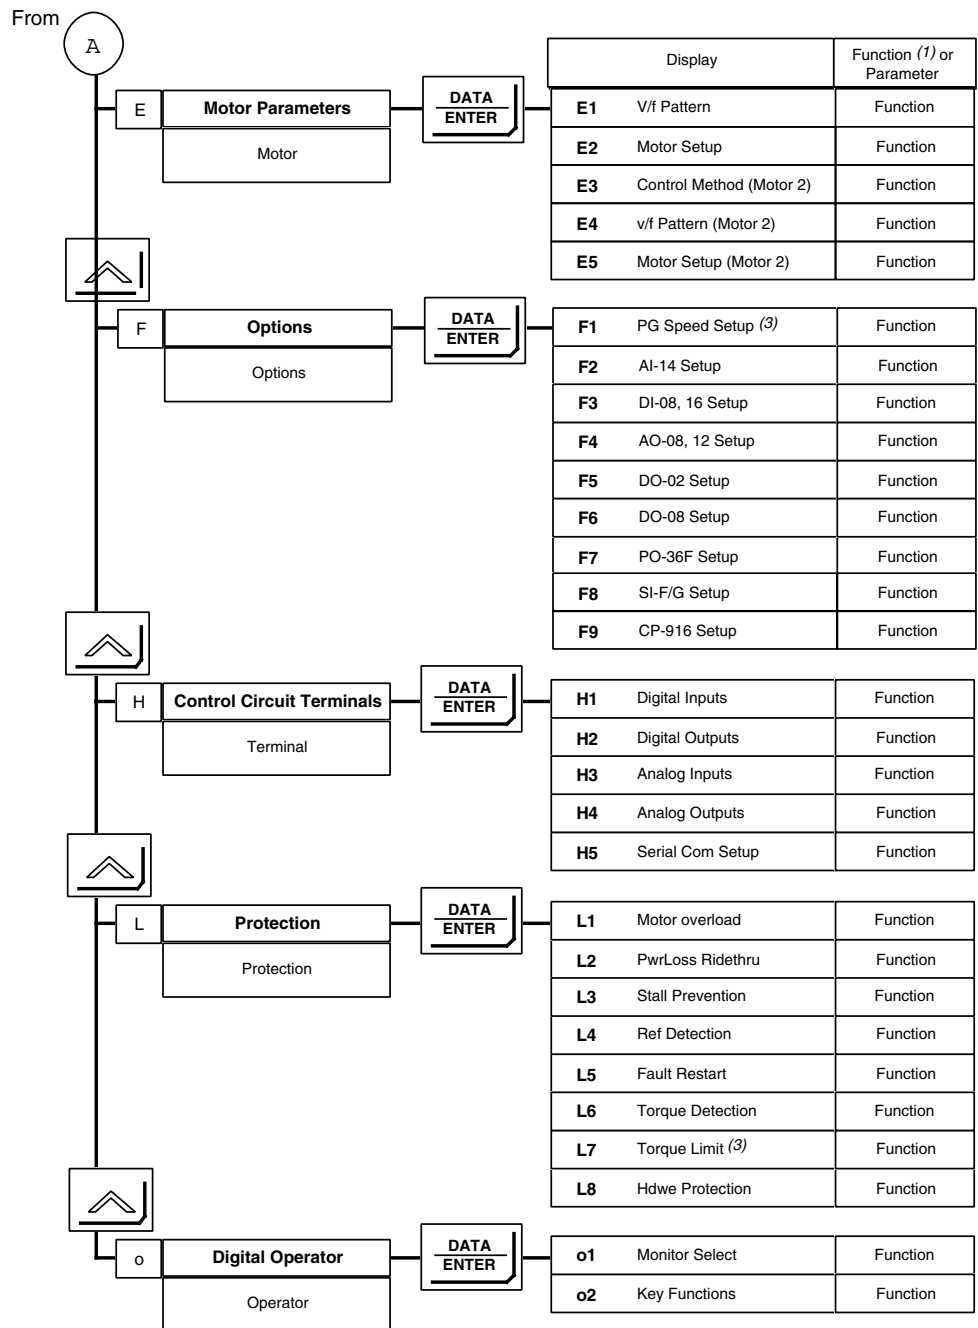 From
A
Display Function (1) or
Parameter
E Motor Parameters DATA
ENTER
Motor
E1 V/f Pattern Function
E2 Motor Setup Function
E3 Control Method (Motor 2) Function
E4 v/f Pattern (Motor 2) Function
E5 Motor Setup (Motor 2) Function
F Options DATA
ENTER
Options
F1 PG Speed Setup (3) Function
F2 AI-14 Setup Function
F3 DI-08, 16 Setup Function
F4 AO-08, 12 Setup Function
F5 DO-02 Setup Function
F6 DO-08 Setup Function
F7 PO-36F Setup Function
F8 SI-F/G Setup Function
F9 CP-916 Setup Function
H Control Circuit Terminals DATA
ENTER
Terminal
H1 Digital Inputs Function
H2 Digital Outputs Function
H3 Analog Inputs Function
H4 Analog Outputs Function
H5 Serial Com Setup Function
L Protection DATA
ENTER
Protection
L1 Motor overload Function
L2 PwrLoss Ridethru Function
L3 Stall Prevention Function
L4 Ref Detection Function
L5 Fault Restart Function
L6 Torque Detection Function
L7 Torque Limit (3) Function
L8 Hdwe Protection Function
o Digital Operator DATA
ENTER
Operator
o1 Monitor Select Function
o2 Key Functions Function